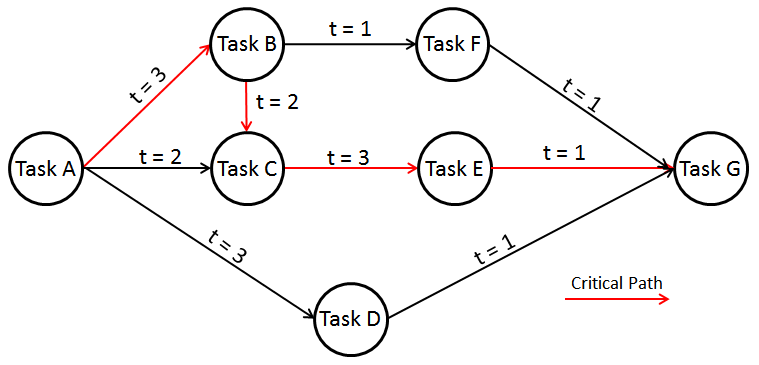 Task B
t = 1
Task F
t = 3
t = 2
t = 1
Task A
t = 2
Task C
t = 3
Task E
t = 1
Task G
t = 3
t = 1
Critical Path
Task D